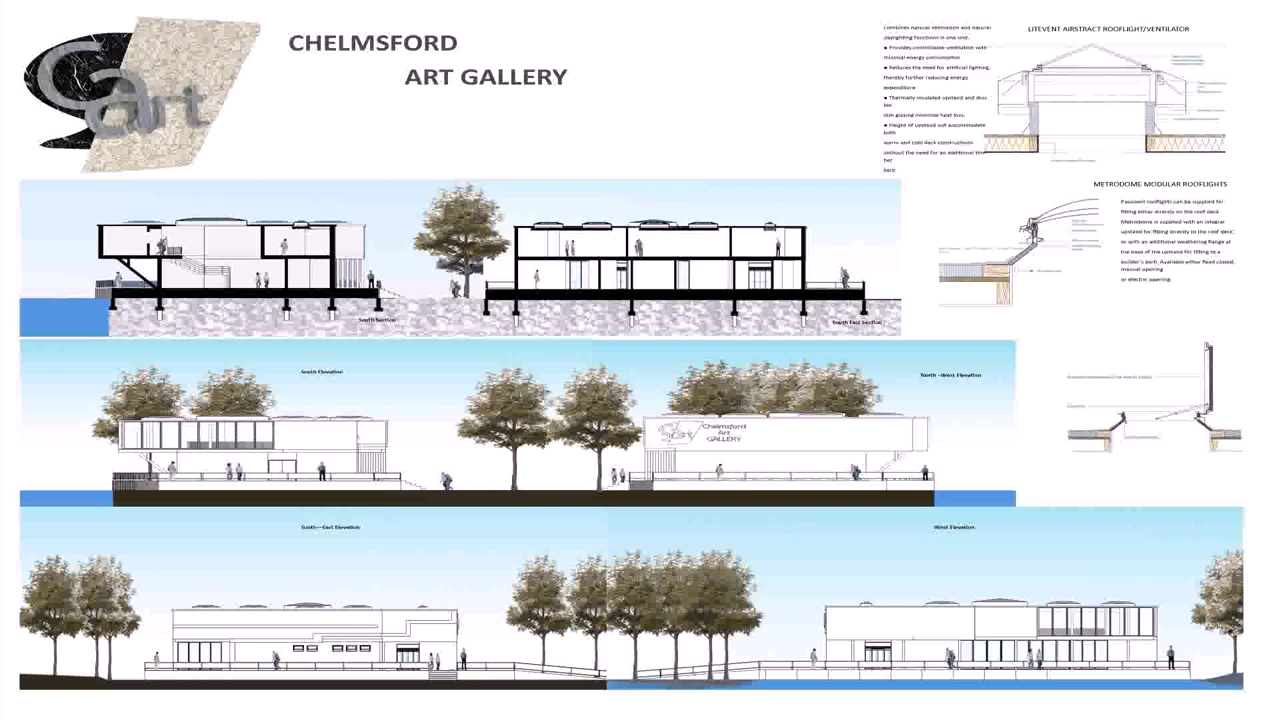 Cart
CHELMSFORD
ART GALLERY
Combines natural ventilation and natural
daylighting functions in one unit.
• Provides controllable ventilation with
minimal energy consumption
• Reduces the need for artificial lighting,
thereby further reducing energy
expenditure
• Thermally insulated upstand and dou
ble
skin glazing minimise heat loss.
• Height of upstand will accommodate
both
warm and cold deck constructions
without the need for an additional tim
ber
kerb
LITEVENT AIRSTRACT ROOFLIGHT/VENTILATOR
METRODOME MODULAR ROOFLIGHTS
rooflights can be supplied for
fitting either directly on the roof deck
Metrodome is supplied with an integral
upstand for fitting directly to the roof deck
or with an additional weathering flange at
the base of the upstand for fitting to a
builder's kerb. Available either fixed closed,
manual opening
or electric opening
South Section
South East Section
South Elevation
North -West Elevation
Cart
Chelmsford
Art
GALLERY
South—East Elevation
West Elevation